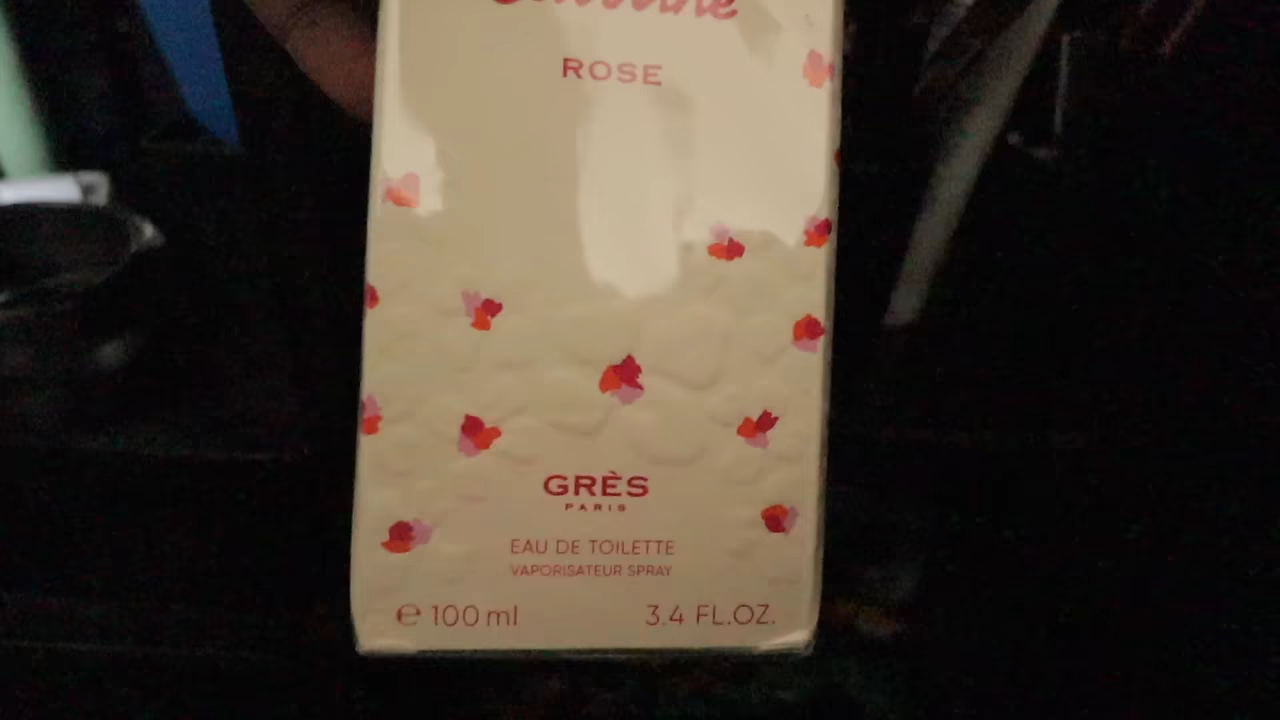 ROSE
GRÈS
PARIS
EAU DE TOILETTE
VAPORISATEUR SPRAY
℮ 100 ml 3.4 FL.OZ.